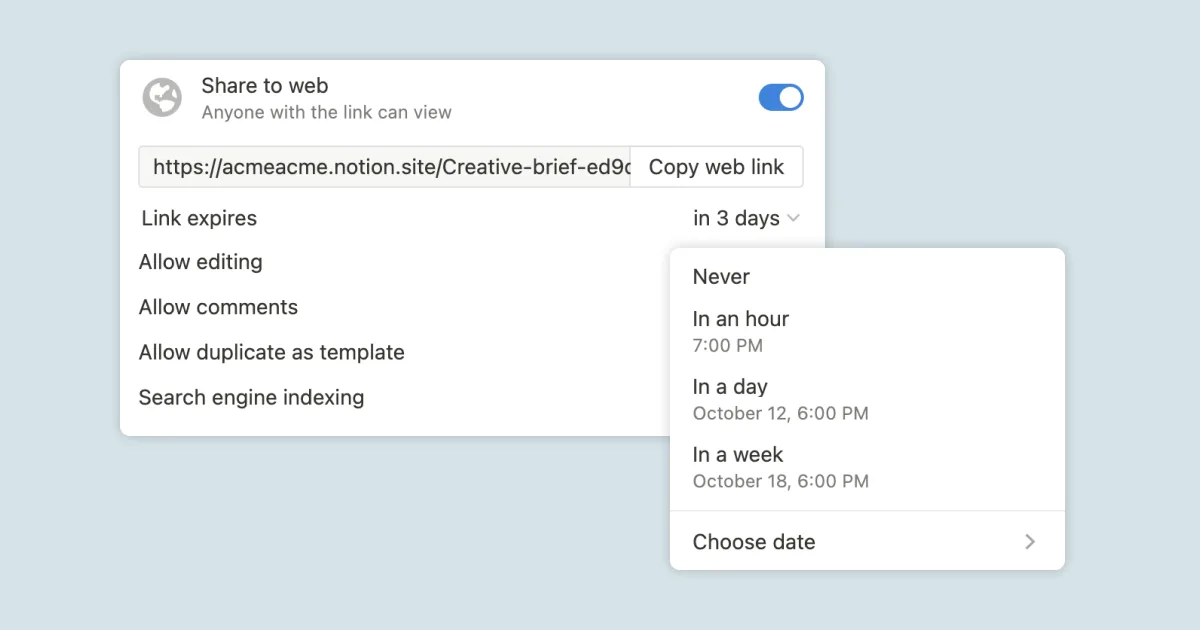 Share to web
Anyone with the link can view
https://acmeacme.notion.site/Creative-brief-ed9 Copy web link
Link expires in 3 days
Allow editing
Allow comments
Allow duplicate as template
Search engine indexing
Never
In an hour
7:00 PM
In a day
October 12, 6:00 PM
In a week
October 18, 6:00 PM
Choose date